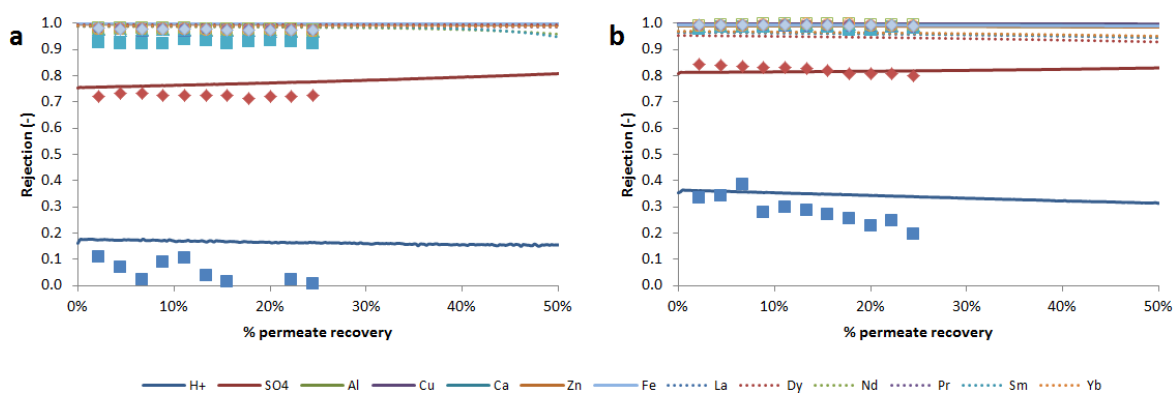 a
1.0
0.9
0.8
0.7
0.6
0.5
0.4
0.3
0.2
0.1
0.0
Rejection (-)
0% 10% 20% 30% 40% 50%
% permeate recovery
b
1.0
0.9
0.8
0.7
0.6
0.5
0.4
0.3
0.2
0.1
0.0
Rejection (-)
0% 10% 20% 30% 40% 50%
% permeate recovery
H+ SO4 Al Cu Ca Zn Fe La Dy Nd Pr Sm Yb